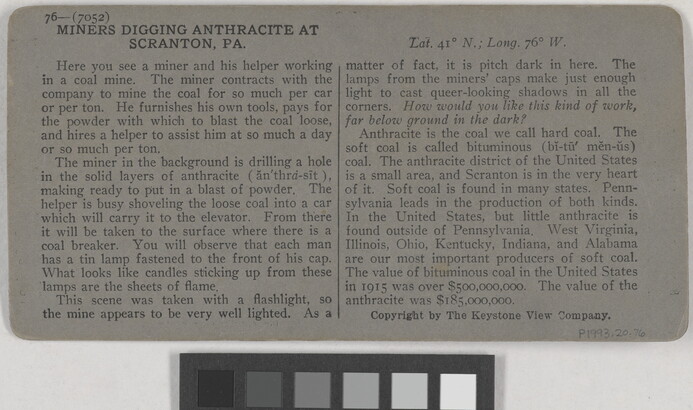 76—(7052)
MINERS DIGGING ANTHRACITE AT
SCRANTON, PA.
Here you see a miner and his helper working
in a coal mine. The miner contracts with the
company to mine the coal for so much per car
or per ton. He furnishes his own tools, pays for
the powder with which to blast the coal loose,
and hires a helper to assist him at so much a day
or so much per ton.
The miner in the background is drilling a hole
in the solid layers of anthracite (ăn'thrȧ-sīt),
making ready to put in a blast of powder. The
helper is busy shoveling the loose coal into a car
which will carry it to the elevator. From there
it will be taken to the surface where there is a
coal breaker. You will observe that each man
has a tin lamp fastened to the front of his cap.
What looks like candles sticking up from these
lamps are the sheets of flame.
This scene was taken with a flashlight, so
the mine appears to be very well lighted. As a
Lat. 41° N.; Long. 76° W.
matter of fact, it is pitch dark in here. The
lamps from the miners' caps make just enough
light to cast queer-looking shadows in all the
corners. How would you like this kind of work,
far below ground in the dark?
Anthracite is the coal we call hard coal. The
soft coal is called bituminous (bĭ-tū' mĕn-ŭs)
coal. The anthracite district of the United States
is a small area, and Scranton is in the very heart
of it. Soft coal is found in many states. Penn-
sylvania leads in the production of both kinds.
In the United States, but little anthracite is
found outside of Pennsylvania. West Virginia,
Illinois, Ohio, Kentucky, Indiana, and Alabama
are our most important producers of soft coal.
The value of bituminous coal in the United States
in 1915 was over $500,000,000. The value of the
anthracite was $185,000,000.
Copyright by The Keystone View Company.
P1993.20.76